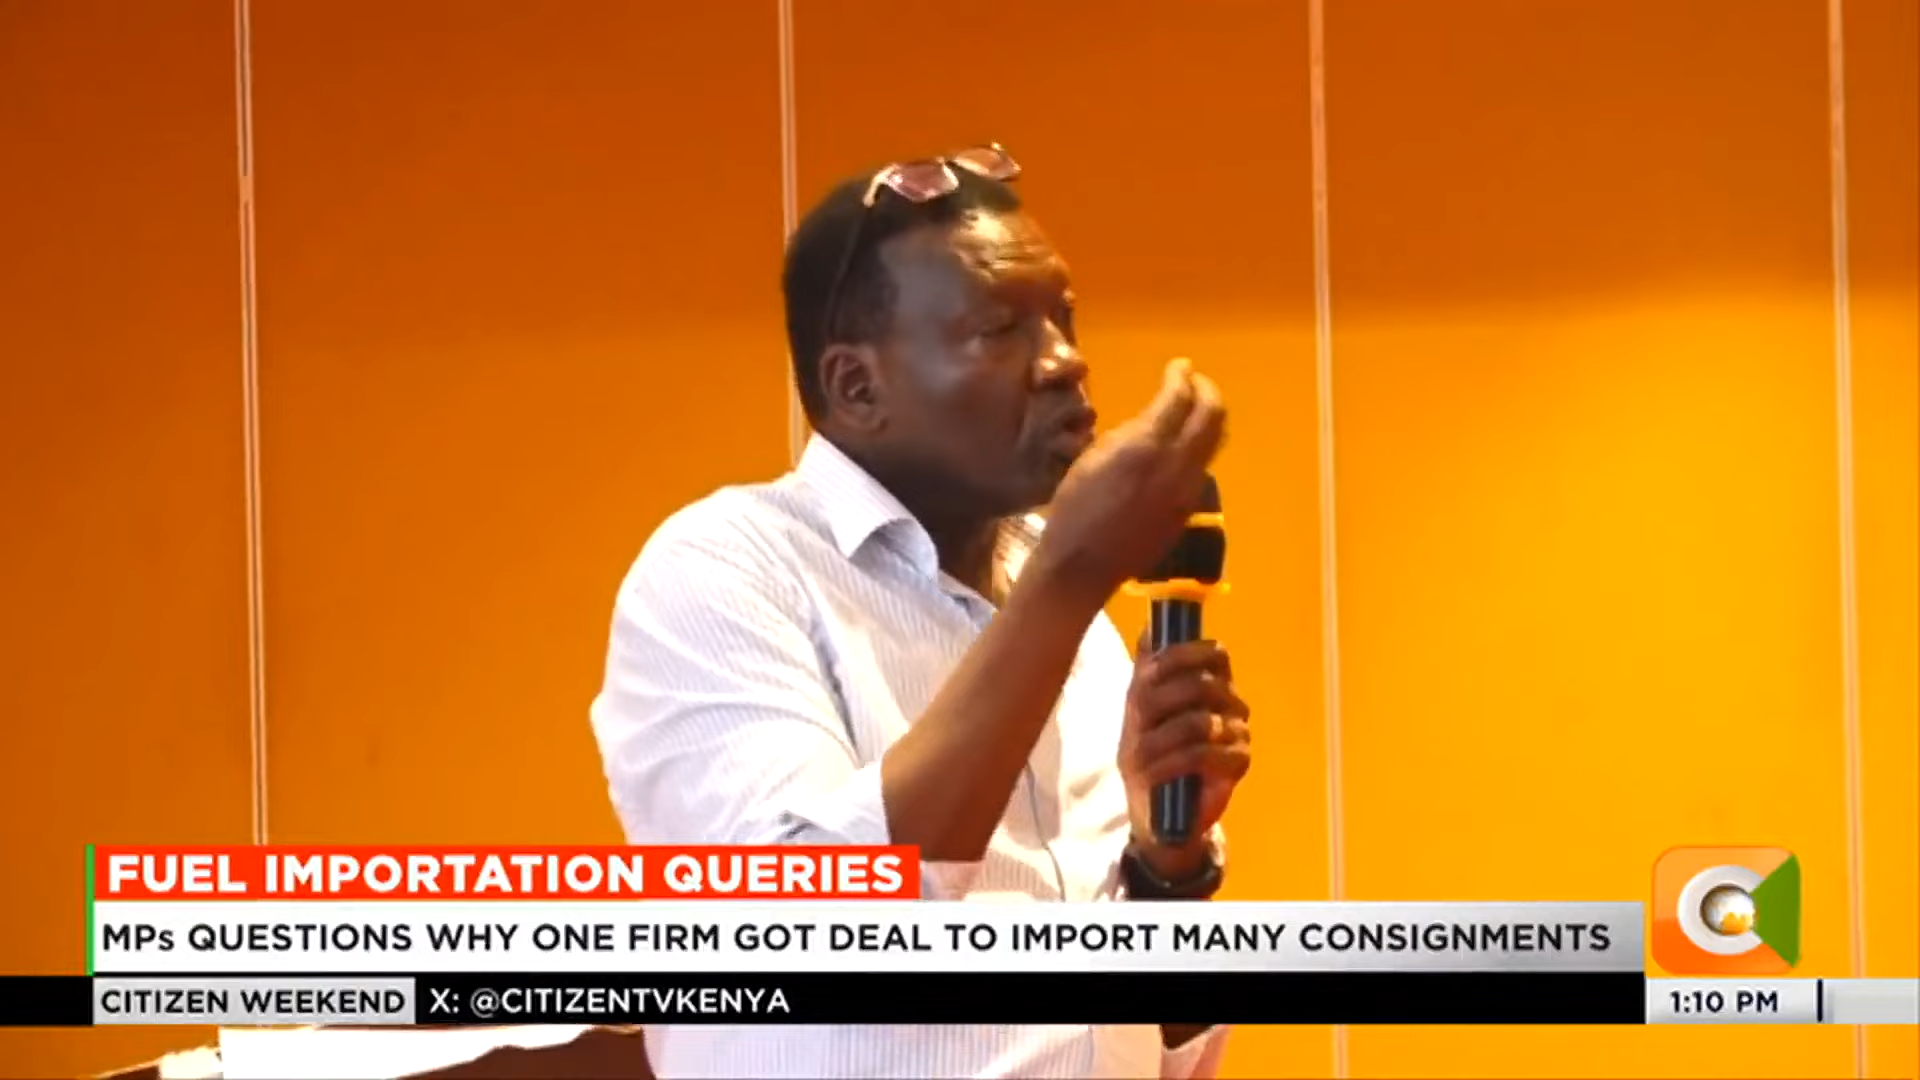 FUEL IMPORTATION QUERIES
MPs QUESTIONS WHY ONE FIRM GOT DEAL TO IMPORT MANY CONSIGNMENTS
CITIZEN WEEKEND X: @CITIZENTVKENYA
1:10 PM